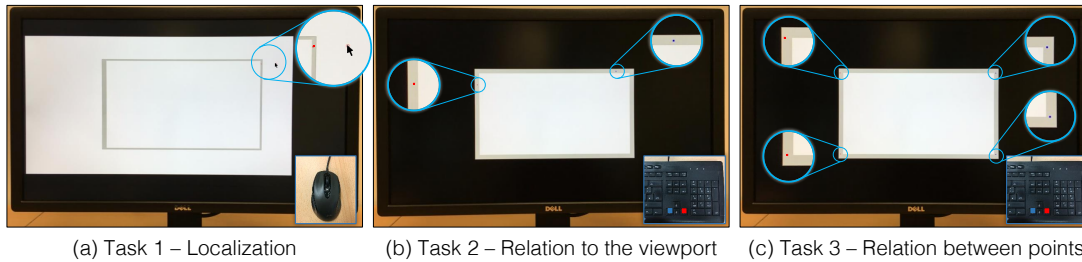 DELL
DELL
DELL
(a) Task 1 – Localization
(b) Task 2 – Relation to the viewport
(c) Task 3 – Relation between points